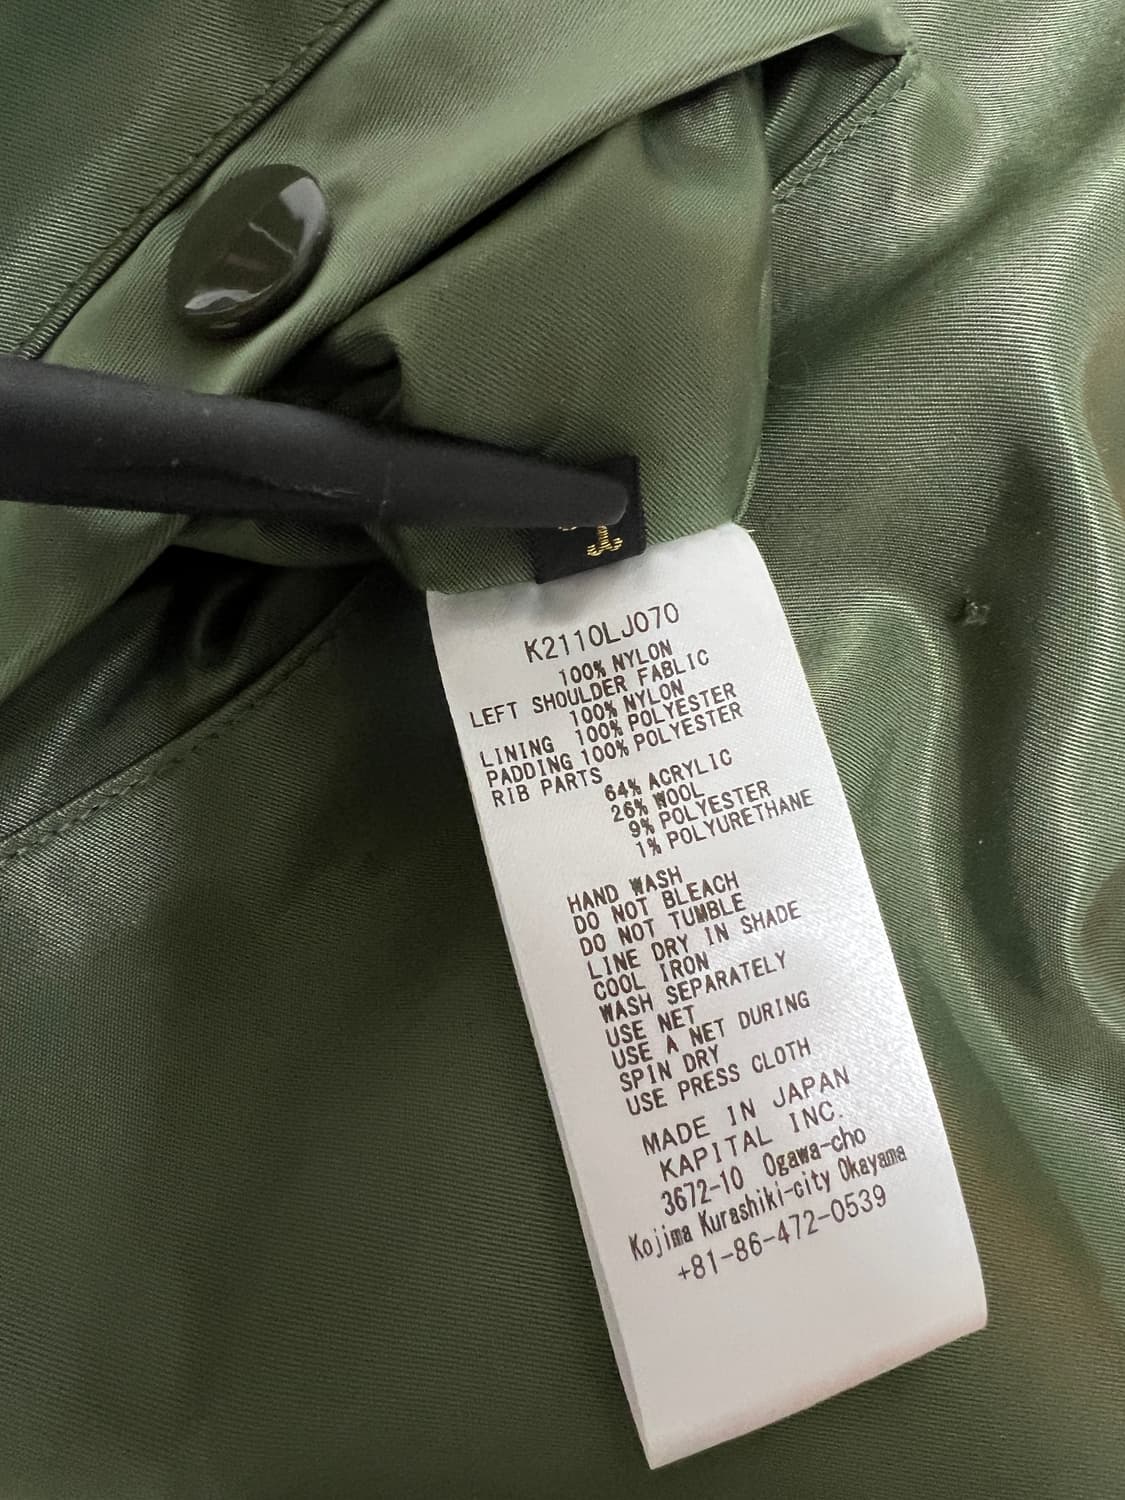 K2110LJ070
100% NYLON
LEFT SHOULDER FABLIC
100% NYLON
LINING 100% POLYESTER
PADDING 100% POLYESTER
RIB PARTS
64% ACRYLIC
26% WOOL
9% POLYESTER
1% POLYURETHANE
HAND WASH
DO NOT BLEACH
DO NOT TUMBLE
LINE DRY IN SHADE
COOL IRON
WASH SEPARATELY
USE NET
USE A NET DURING
SPIN DRY
USE PRESS CLOTH
MADE IN JAPAN
KAPITAL INC.
3672-10 Ogawa-cho
Kojima Kurashiki-city Okayama
+81-86-472-0539